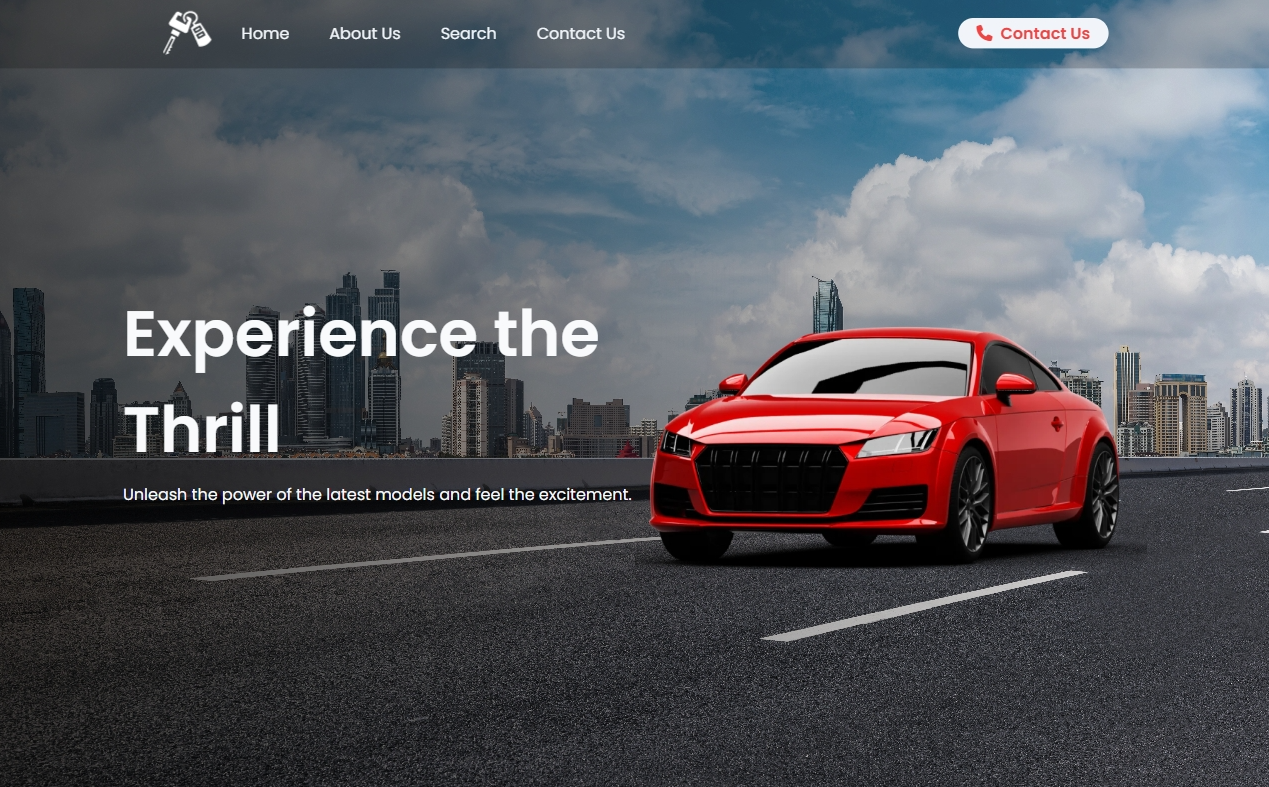 Home
About Us
Search
Contact Us
Contact Us
Experience the
Thrill
Unleash the power of the latest models and feel the excitement.